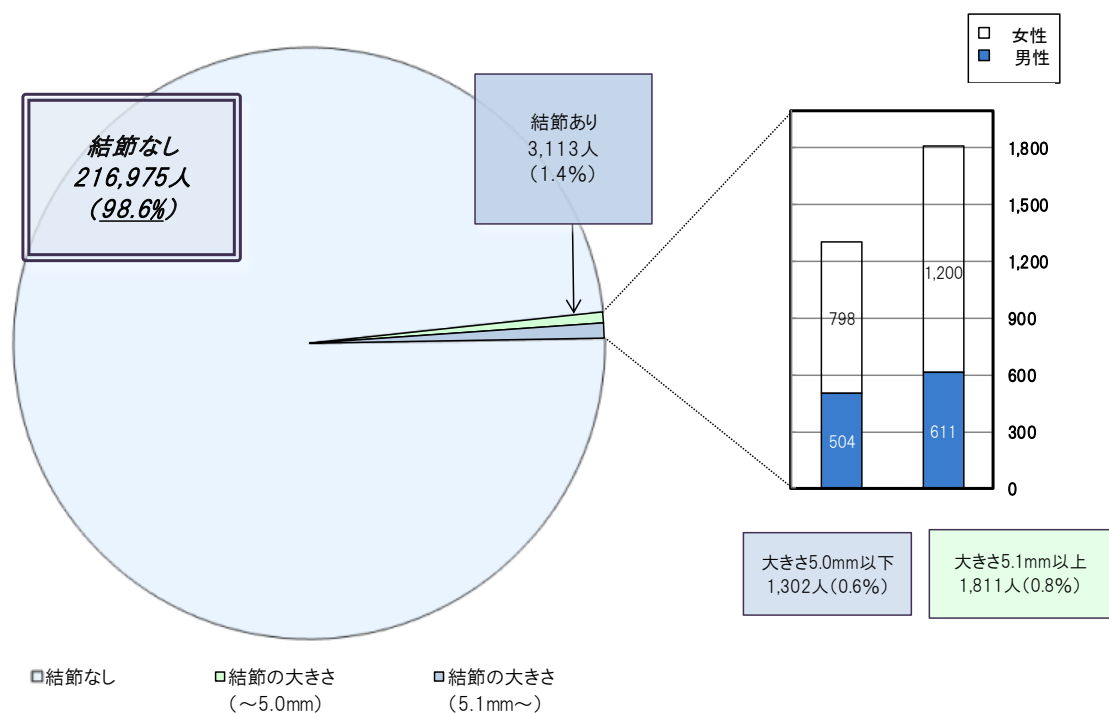 女性
男性
結節なし
216,975人
(98.6%)
結節あり
3,113人
(1.4%)
1,800
1,500
1,200
900
600
300
0
1,200
798
611
504
大きさ5.0mm以下
1,302人(0.6%)
大きさ5.1mm以上
1,811人(0.8%)
結節なし
結節の大きさ
(～5.0mm)
結節の大きさ
(5.1mm～)